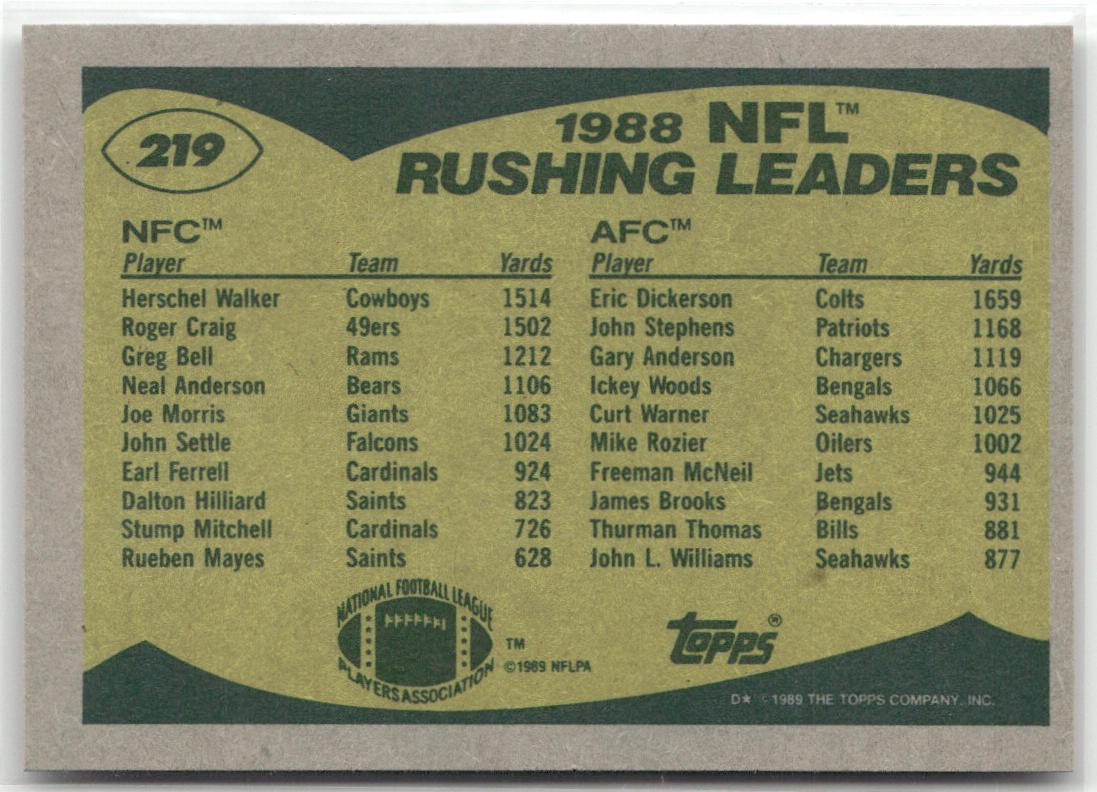 219
1988 NFL™
RUSHING LEADERS
NFC™
Player Team Yards
Herschel Walker Cowboys 1514
Roger Craig 49ers 1502
Greg Bell Rams 1212
Neal Anderson Bears 1106
Joe Morris Giants 1083
John Settle Falcons 1024
Earl Ferrell Cardinals 924
Dalton Hilliard Saints 823
Stump Mitchell Cardinals 726
Rueben Mayes Saints 628
AFC™
Player Team Yards
Eric Dickerson Colts 1659
John Stephens Patriots 1168
Gary Anderson Chargers 1119
Ickey Woods Bengals 1066
Curt Warner Seahawks 1025
Mike Rozier Oilers 1002
Freeman McNeil Jets 944
James Brooks Bengals 931
Thurman Thomas Bills 881
John L. Williams Seahawks 877
NATIONAL FOOTBALL LEAGUE
PLAYERS ASSOCIATION
™
©1989 NFLPA
topps®
D★ ©1989 THE TOPPS COMPANY, INC.